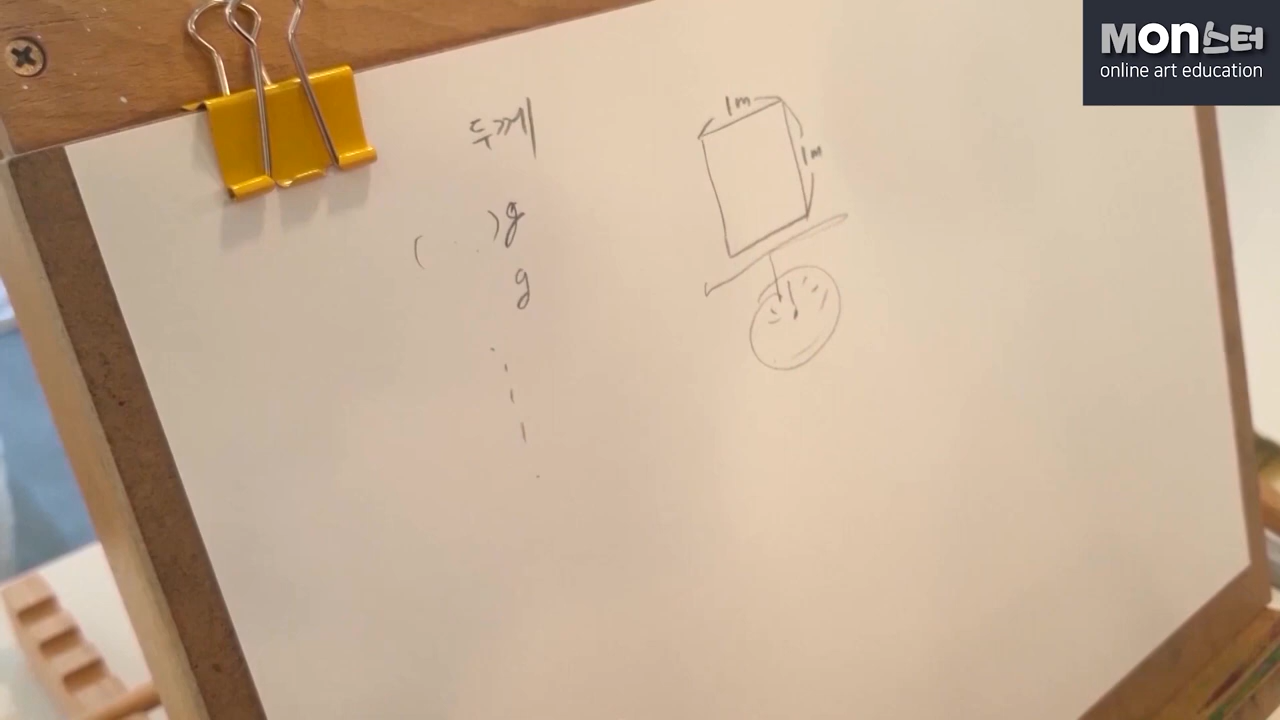 MON스터
online art education
두께
1m
1m
( . . . )g
g